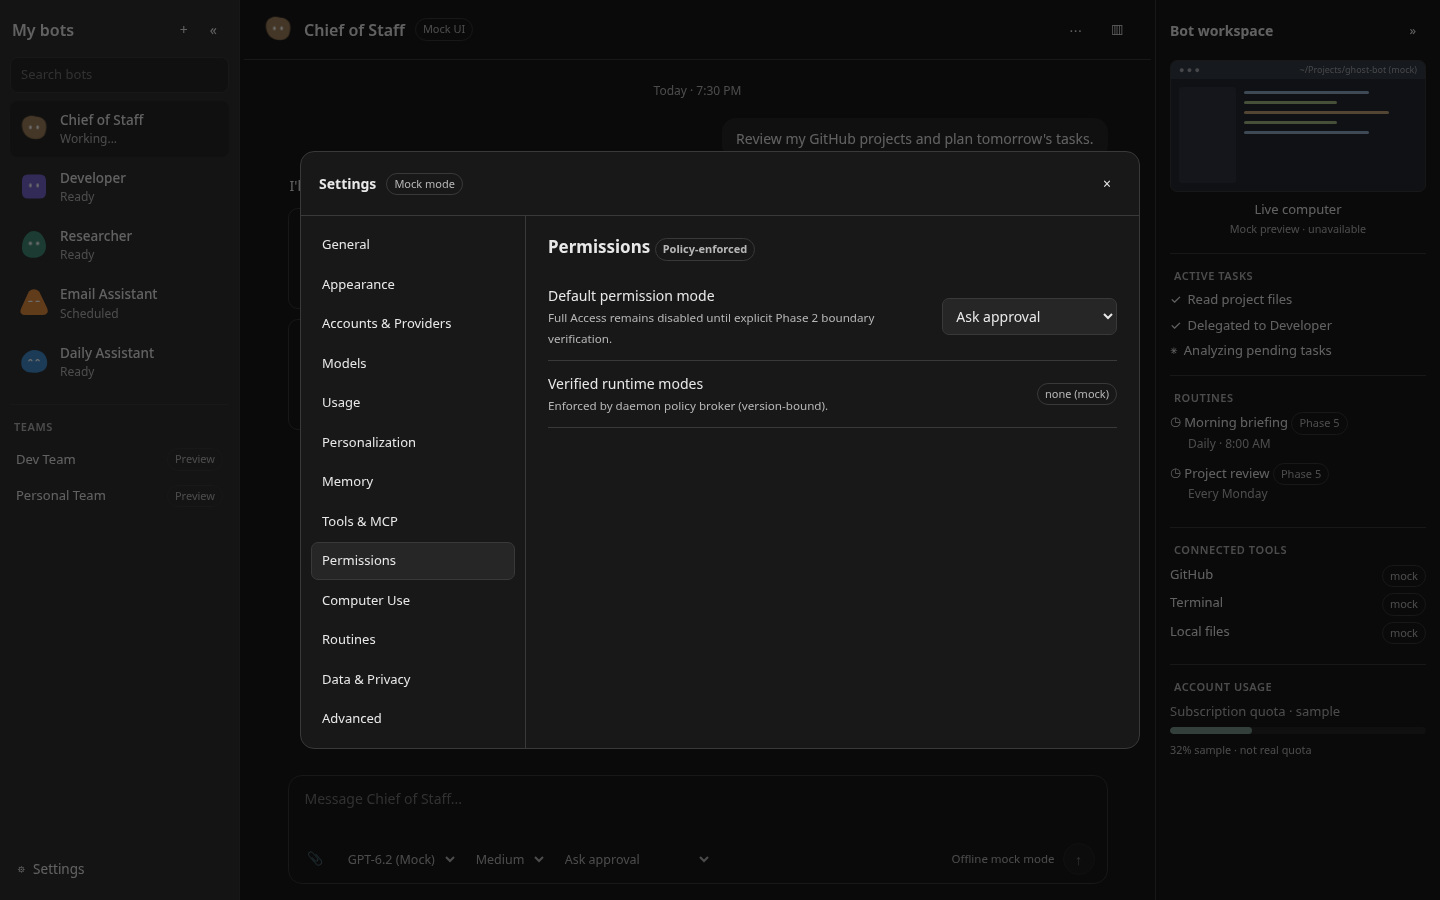 My bots
+
«
Search bots
Chief of Staff
Working...
Developer
Ready
Researcher
Ready
Email Assistant
Scheduled
Daily Assistant
Ready
TEAMS
Dev Team Preview
Personal Team Preview
Settings
Chief of Staff Mock UI
...
Today · 7:30 PM
Review my GitHub projects and plan tomorrow's tasks.
Settings Mock mode ×
General
Appearance
Accounts & Providers
Models
Usage
Personalization
Memory
Tools & MCP
Permissions
Computer Use
Routines
Data & Privacy
Advanced
Permissions Policy-enforced
Default permission mode
Full Access remains disabled until explicit Phase 2 boundary
verification.
Ask approval
Verified runtime modes
Enforced by daemon policy broker (version-bound).
none (mock)
Message Chief of Staff...
GPT-6.2 (Mock) Medium Ask approval Offline mock mode ↑
Bot workspace »
~/Projects/ghost-bot (mock)
Live computer
Mock preview · unavailable
ACTIVE TASKS
✓ Read project files
✓ Delegated to Developer
Analyzing pending tasks
ROUTINES
Morning briefing Phase 5
Daily · 8:00 AM
Project review Phase 5
Every Monday
CONNECTED TOOLS
GitHub mock
Terminal mock
Local files mock
ACCOUNT USAGE
Subscription quota · sample
32% sample · not real quota